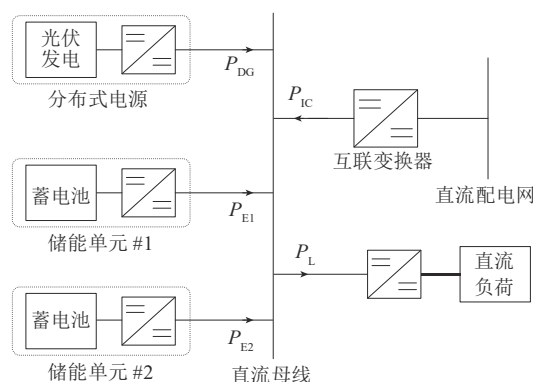 光伏
发电
P_DG
分布式电源
P_IC
互联变换器
直流配电网
蓄电池
P_E1
储能单元 #1
P_L
直流
负荷
蓄电池
P_E2
储能单元 #2
直流母线